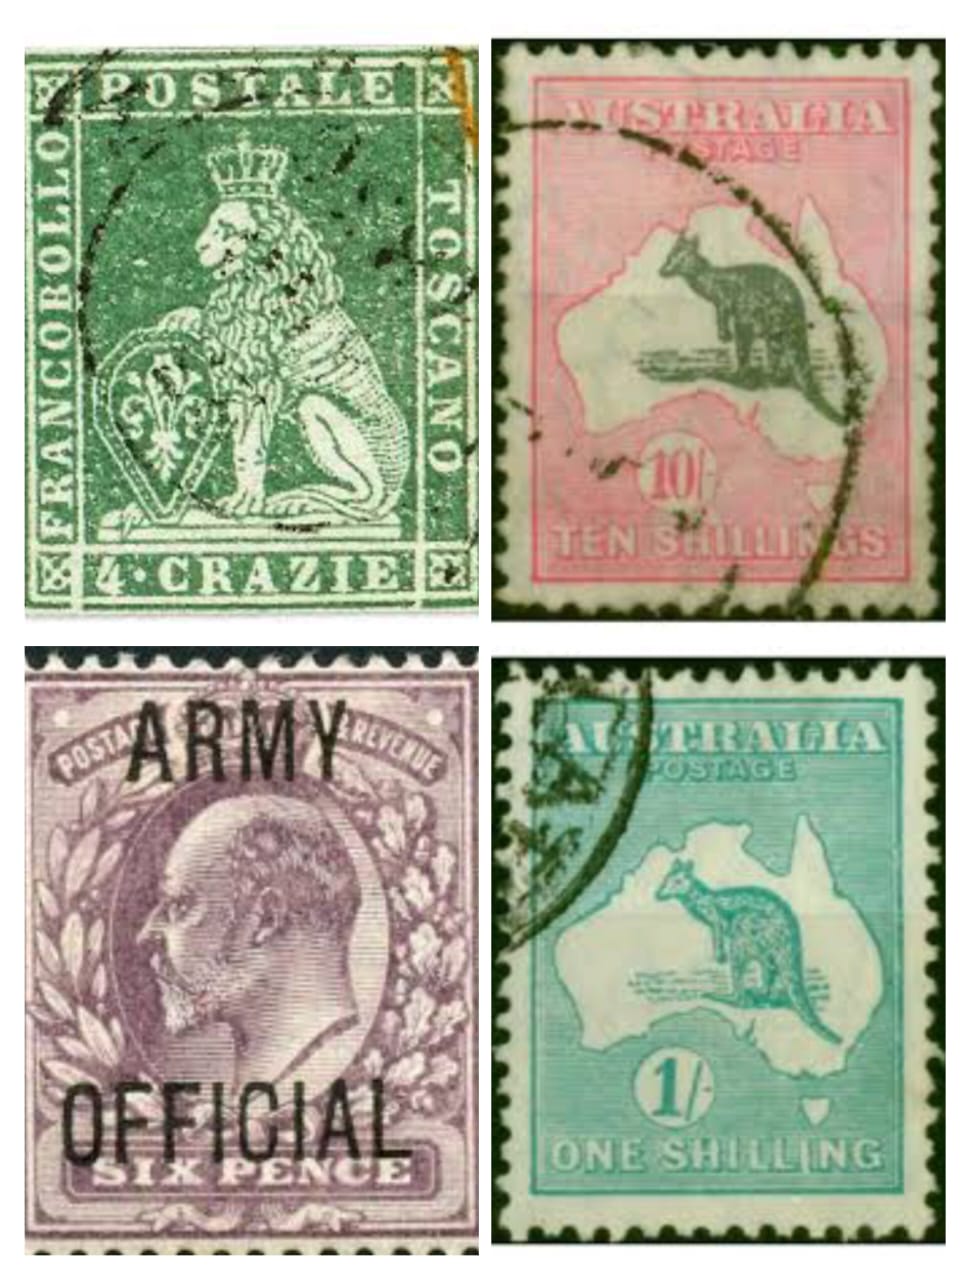 POSTALE
FRANCOBOLLO
TOSCANO
4·CRAZIE
AUSTRALIA
POSTAGE
10/-
TEN SHILLINGS
POSTAGE & REVENUE
ARMY
OFFICIAL
SIX PENCE
AUSTRALIA
POSTAGE
1/-
ONE SHILLING